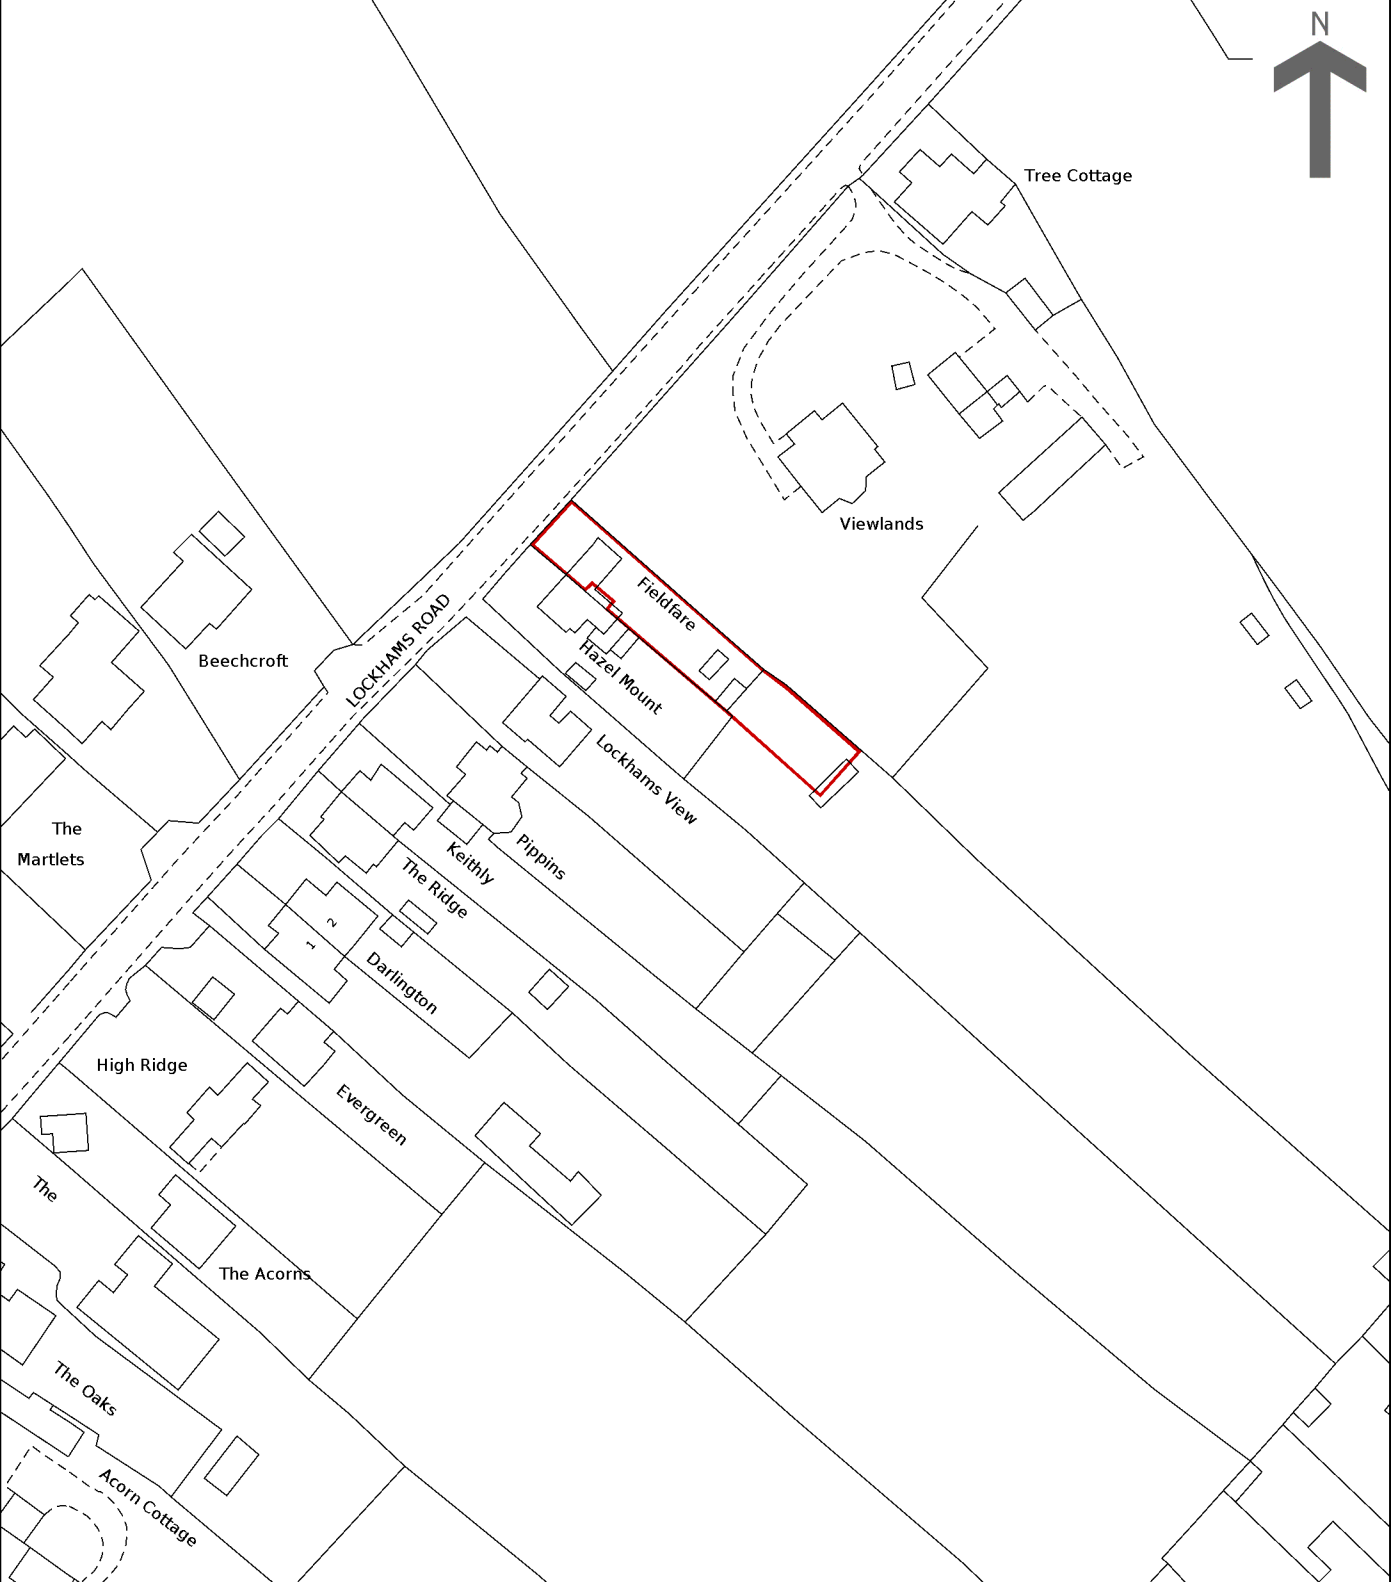 N
Tree Cottage
Viewlands
Fieldfare
LOCKHAMS ROAD
Beechcroft
Hazel Mount
Lockhams View
The
Martlets
Pippins
Keithly
The Ridge
2
1
Darlington
High Ridge
Evergreen
The
The Acorns
The Oaks
Acorn Cottage